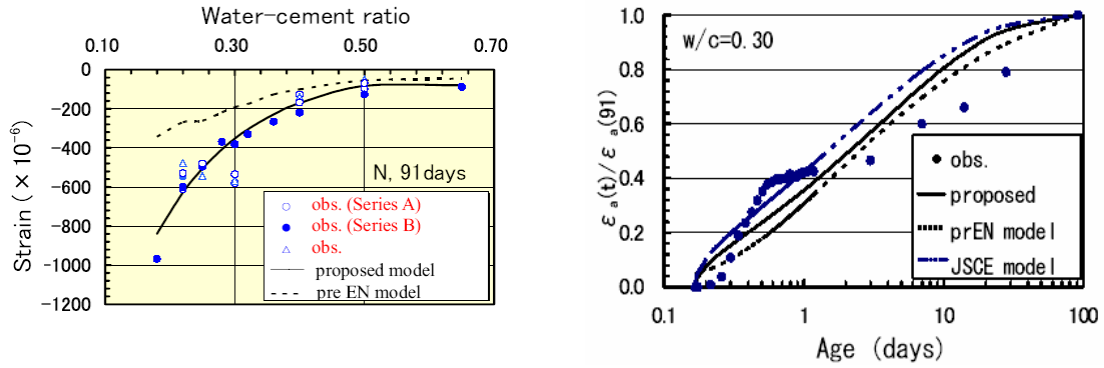 Water-cement ratio
0.10 0.30 0.50 0.70
0
-200
-400
-600
-800
-1000
-1200
Strain (×10⁻⁶)
N, 91days
obs. (Series A)
obs. (Series B)
obs.
proposed model
pre EN model
1.0
0.8
0.6
0.4
0.2
0.0
ε a(t)/ε a(91)
w/c=0.30
obs.
proposed
prEN model
JSCE model
0.1 1 10 100
Age (days)